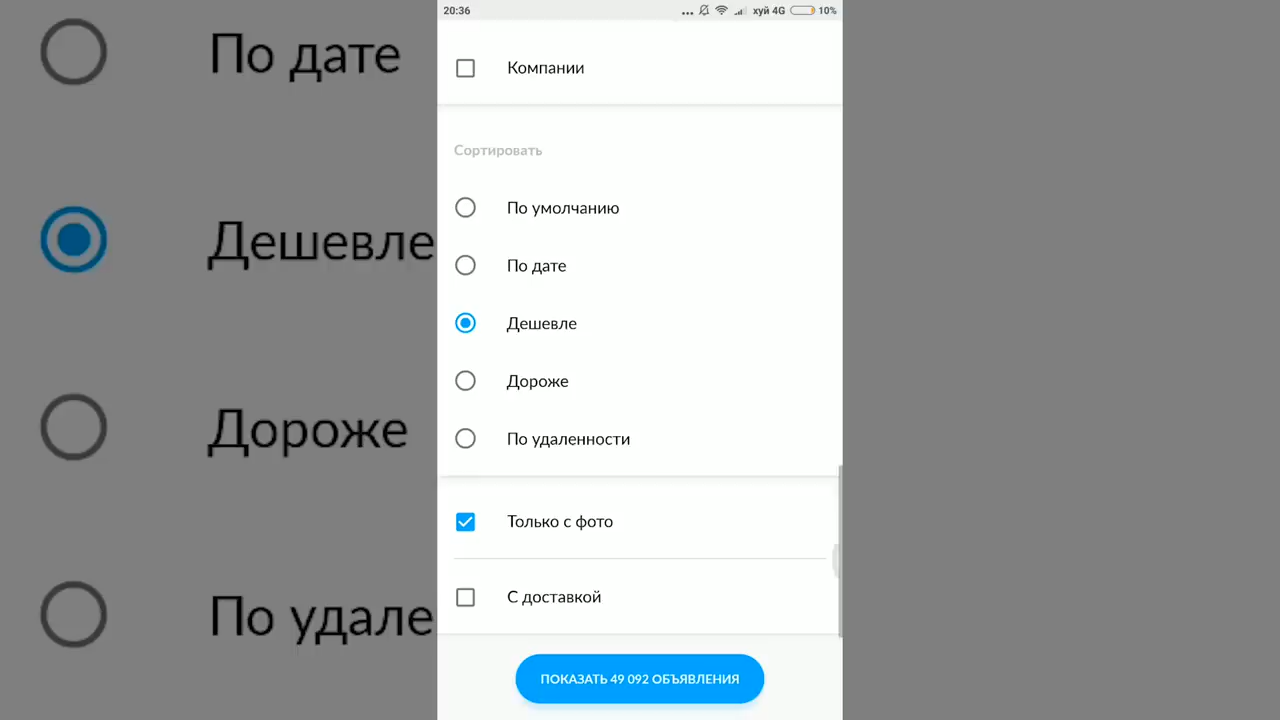 По дате
Дешевле
Дороже
По удале
20:36
хуй 4G
10%
Компании
Сортировать
По умолчанию
По дате
Дешевле
Дороже
По удаленности
Только с фото
С доставкой
ПОКАЗАТЬ 49 092 ОБЪЯВЛЕНИЯ